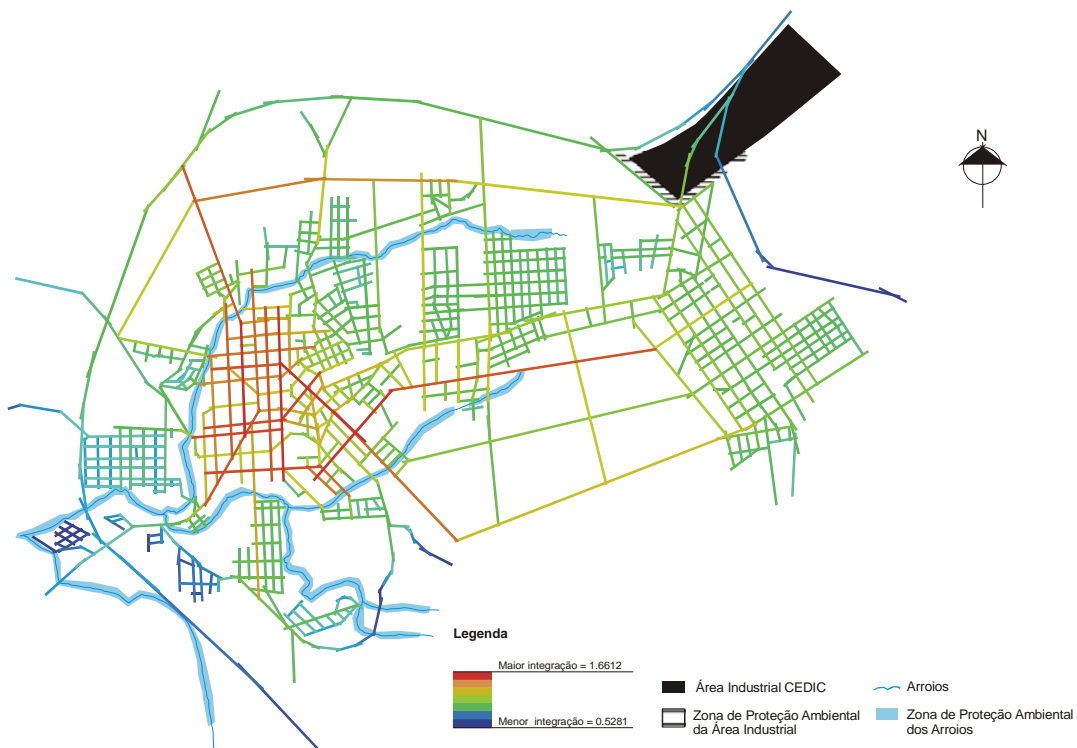 N
Legenda
Maior integração = 1.6612
Menor integração = 0.5281
Área Industrial CEDIC
Zona de Proteção Ambiental
da Área Industrial
Arroios
Zona de Proteção Ambiental
dos Arroios